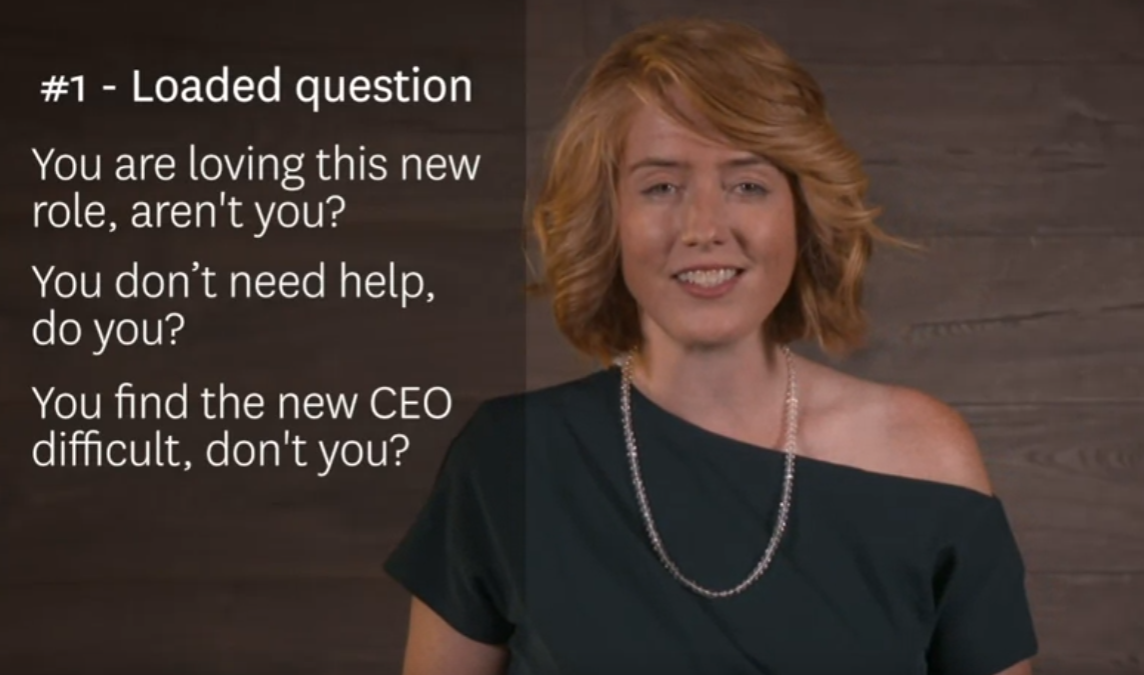 #1 - Loaded question
You are loving this new
role, aren't you?
You don’t need help,
do you?
You find the new CEO
difficult, don't you?